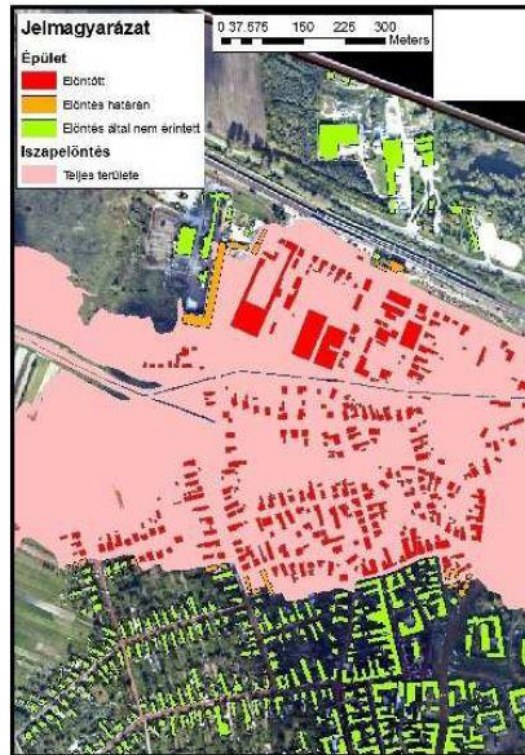 Jelmagyarázat
Épület
Elöntött
Elöntés határán
Elöntés által nem érintett
Iszapelöntés
Teljes területe
0 37.575 150 225 300
Meters